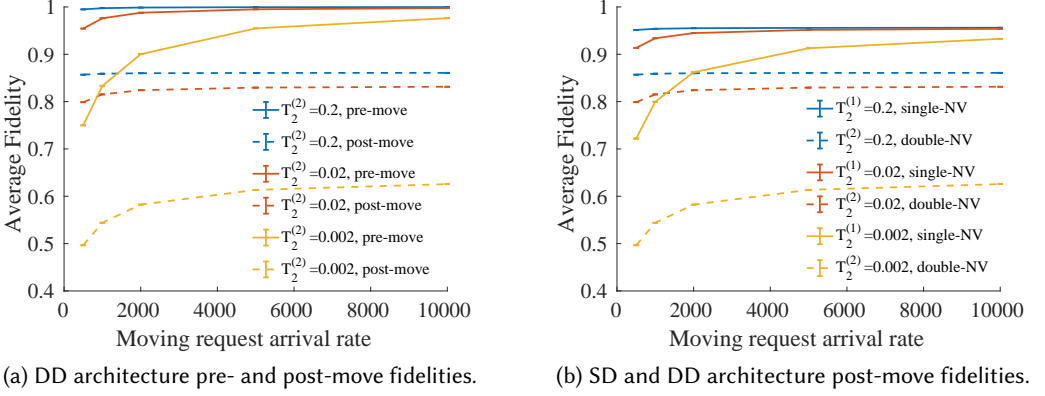 1
0.9
0.8
0.7
0.6
0.5
0.4
Average Fidelity
T2(2)=0.2, pre-move
T2(2)=0.2, post-move
T2(2)=0.02, pre-move
T2(2)=0.02, post-move
T2(2)=0.002, pre-move
T2(2)=0.002, post-move
0 2000 4000 6000 8000 10000
Moving request arrival rate
(a) DD architecture pre- and post-move fidelities.
1
0.9
0.8
0.7
0.6
0.5
0.4
Average Fidelity
T2(1)=0.2, single-NV
T2(2)=0.2, double-NV
T2(1)=0.02, single-NV
T2(2)=0.02, double-NV
T2(1)=0.002, single-NV
T2(2)=0.002, double-NV
0 2000 4000 6000 8000 10000
Moving request arrival rate
(b) SD and DD architecture post-move fidelities.